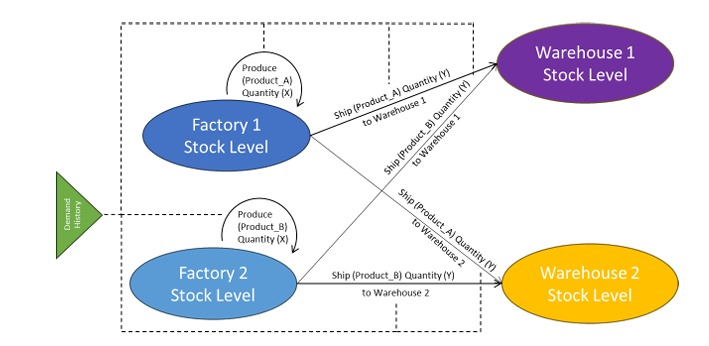 Produce
(Product_A)
Quantity (X)
Warehouse 1
Stock Level
Factory 1
Stock Level
Ship (Product_A) Quantity (Y)
to Warehouse 1
Ship (Product_B) Quantity (Y)
to Warehouse 1
Demand
History
Produce
(Product_B)
Quantity (X)
Ship (Product_A) Quantity (Y)
to Warehouse 2
Factory 2
Stock Level
Ship (Product_B) Quantity (Y)
to Warehouse 2
Warehouse 2
Stock Level